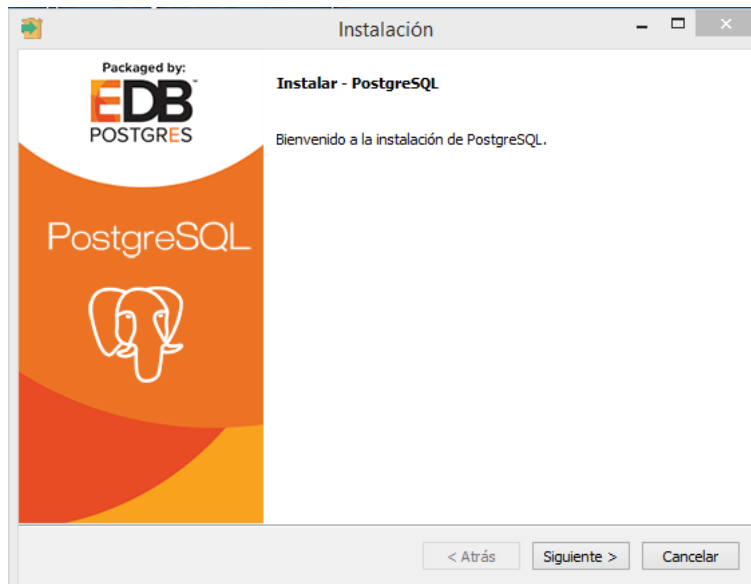 Instalación
Packaged by:
EDB
POSTGRES
PostgreSQL
Instalar - PostgreSQL
Bienvenido a la instalación de PostgreSQL.
< Atrás
Siguiente >
Cancelar